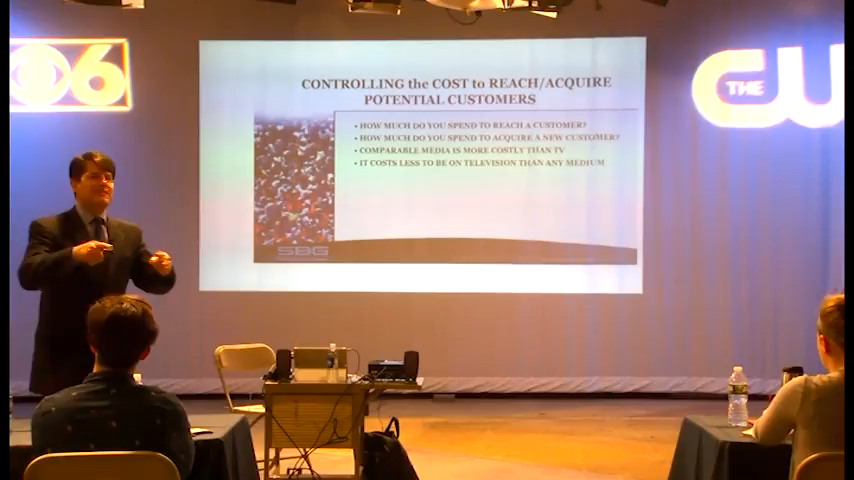 6
CONTROLLING the COST to REACH/ACQUIRE
POTENTIAL CUSTOMERS
• HOW MUCH DO YOU SPEND TO REACH A CUSTOMER?
• HOW MUCH DO YOU SPEND TO ACQUIRE A NEW CUSTOMER?
• COMPARABLE MEDIA IS MORE COSTLY THAN TV
• IT COSTS LESS TO BE ON TELEVISION THAN ANY MEDIUM
SBG
THE
CW